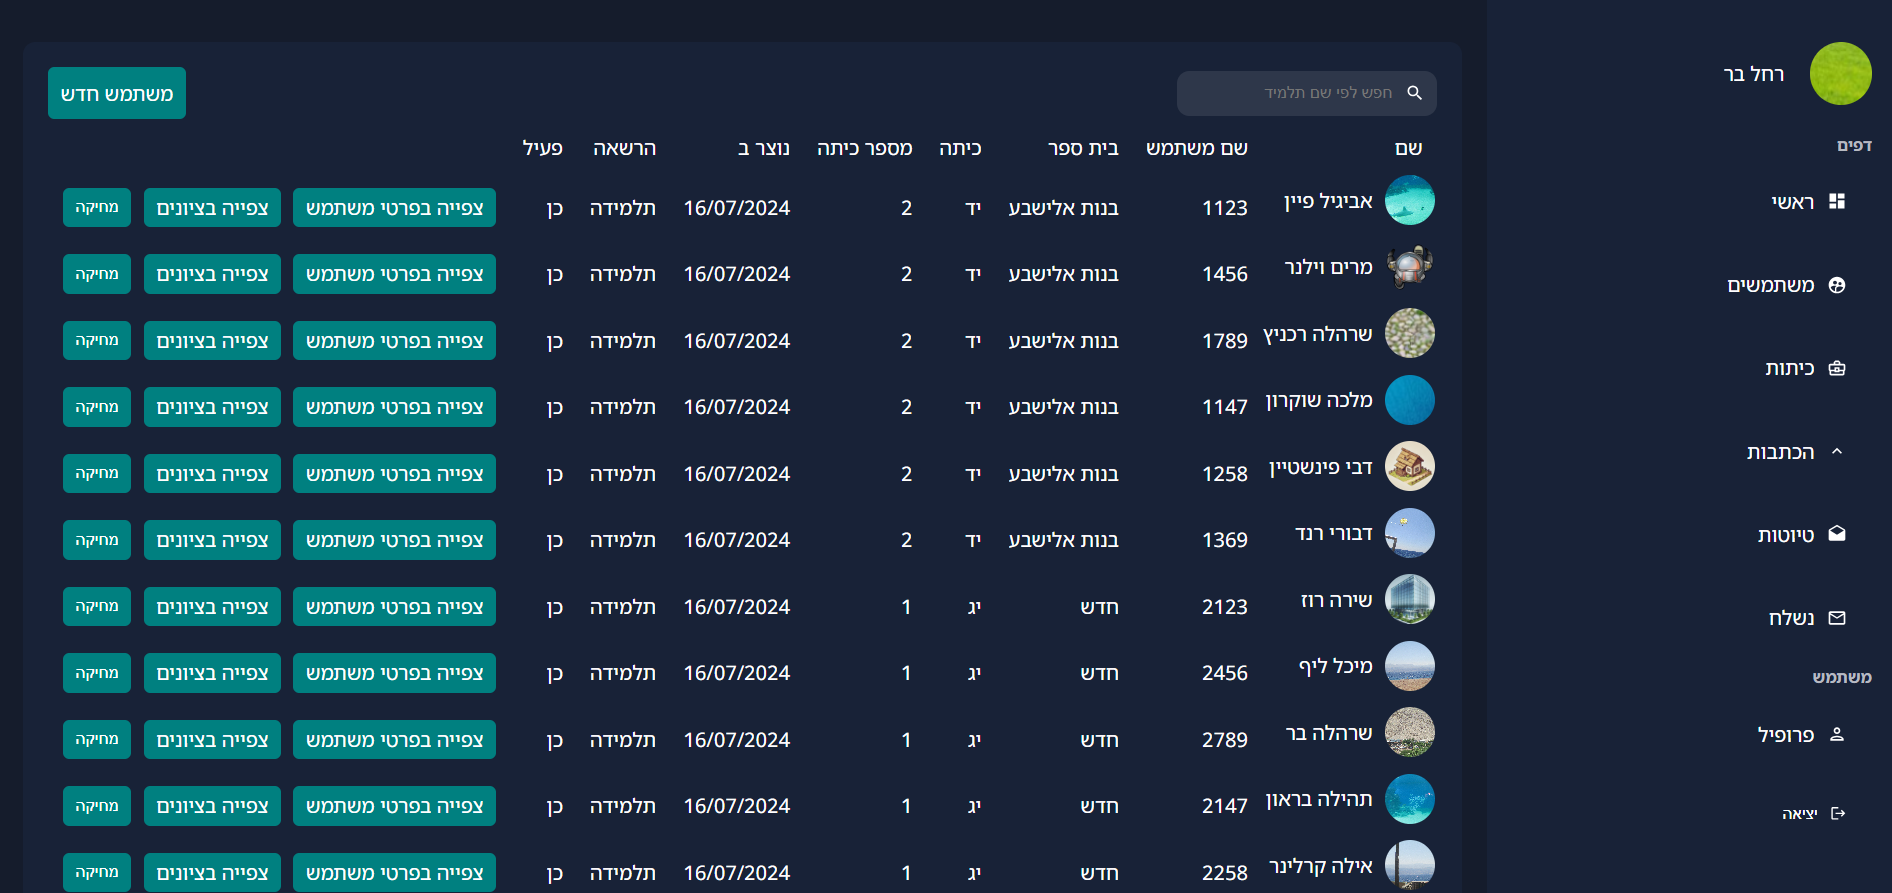 רחל בר
דפים
ראשי
משתמשים
כיתות
הכתבות
טיוטות
נשלח
משתמש
פרופיל
יציאה
חפש לפי שם תלמיד
משתמש חדש
שם שם משתמש בית ספר כיתה מספר כיתה נוצר ב הרשאה פעיל
אביגיל פיין 1123 בנות אלישבע יד 2 16/07/2024 תלמידה כן צפייה בפרטי משתמש צפייה בציונים מחיקה
מרים וילנר 1456 בנות אלישבע יד 2 16/07/2024 תלמידה כן צפייה בפרטי משתמש צפייה בציונים מחיקה
שרהלה רכניץ 1789 בנות אלישבע יד 2 16/07/2024 תלמידה כן צפייה בפרטי משתמש צפייה בציונים מחיקה
מלכה שוקרון 1147 בנות אלישבע יד 2 16/07/2024 תלמידה כן צפייה בפרטי משתמש צפייה בציונים מחיקה
דבי פינשטיין 1258 בנות אלישבע יד 2 16/07/2024 תלמידה כן צפייה בפרטי משתמש צפייה בציונים מחיקה
דבורי רנד 1369 בנות אלישבע יד 2 16/07/2024 תלמידה כן צפייה בפרטי משתמש צפייה בציונים מחיקה
שירה רוז 2123 חדש יג 1 16/07/2024 תלמידה כן צפייה בפרטי משתמש צפייה בציונים מחיקה
מיכל ליף 2456 חדש יג 1 16/07/2024 תלמידה כן צפייה בפרטי משתמש צפייה בציונים מחיקה
שרהלה בר 2789 חדש יג 1 16/07/2024 תלמידה כן צפייה בפרטי משתמש צפייה בציונים מחיקה
תהילה בראון 2147 חדש יג 1 16/07/2024 תלמידה כן צפייה בפרטי משתמש צפייה בציונים מחיקה
אילה קרלינר 2258 חדש יג 1 16/07/2024 תלמידה כן צפייה בפרטי משתמש צפייה בציונים מחיקה